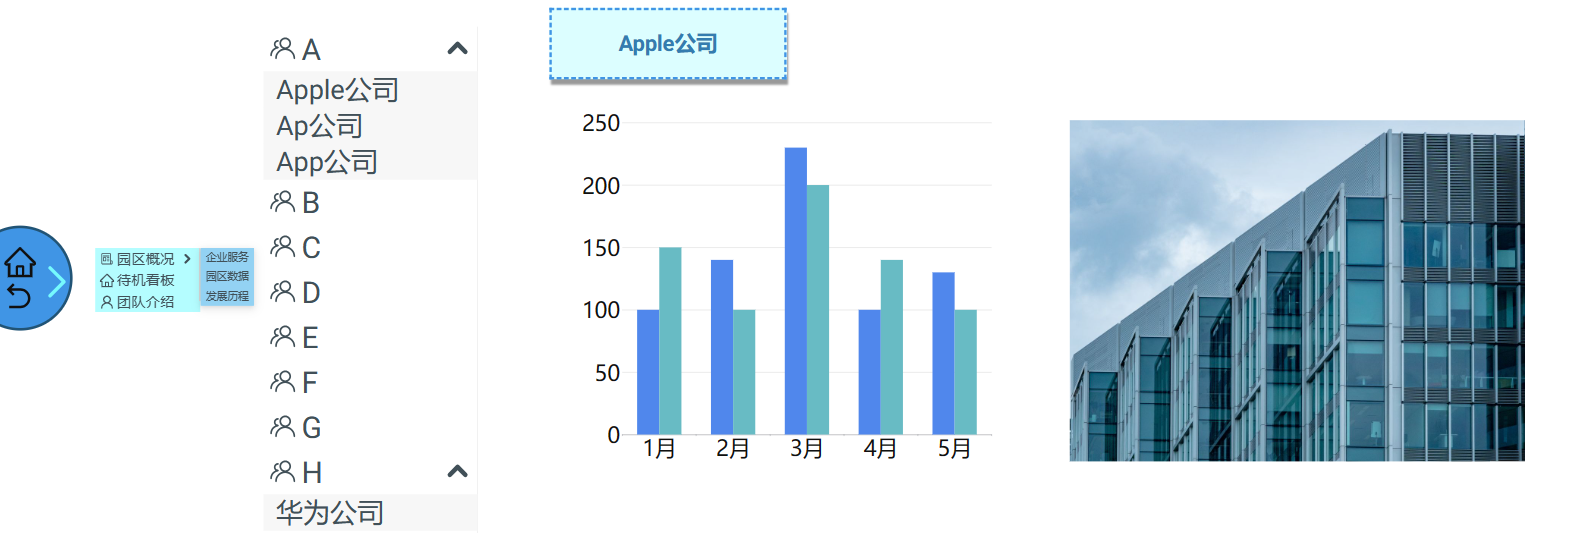 园区概况
待机看板
团队介绍
企业服务
园区数据
发展历程
A
Apple公司
Ap公司
App公司
B
C
D
E
F
G
H
华为公司
Apple公司
250
200
150
100
50
0
1月 2月 3月 4月 5月